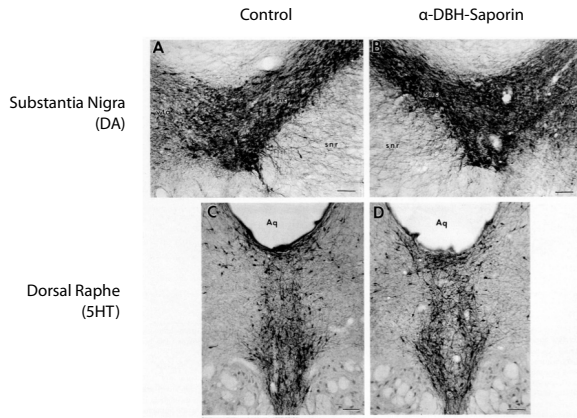 Control
α-DBH-Saporin
Substantia Nigra
(DA)
A
B
snr
snr
Dorsal Raphe
(5HT)
C
Aq
D
Aq